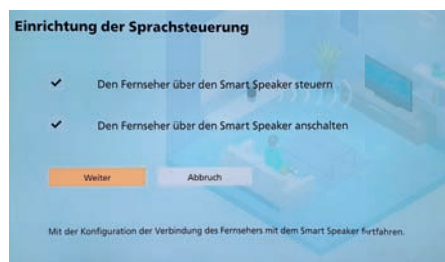 Einrichtung der Sprachsteuerung
Den Fernseher über den Smart Speaker steuern
Den Fernseher über den Smart Speaker anschalten
Weiter Abbruch
Mit der Konfiguration der Verbindung des Fernsehers mit dem Smart Speaker fortfahren.